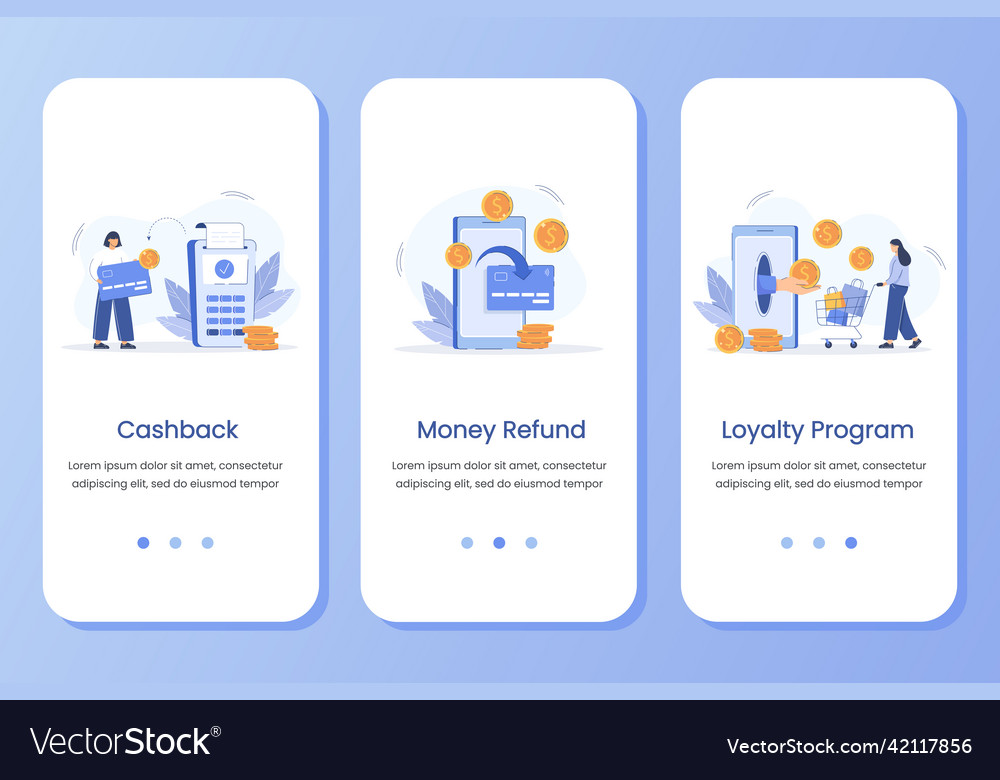 Cashback
Lorem ipsum dolor sit amet, consectetur
adipiscing elit, sed do eiusmod tempor
Money Refund
Lorem ipsum dolor sit amet, consectetur
adipiscing elit, sed do eiusmod tempor
Loyalty Program
Lorem ipsum dolor sit amet, consectetur
adipiscing elit, sed do eiusmod tempor
VectorStock®
VectorStock.com/42117856